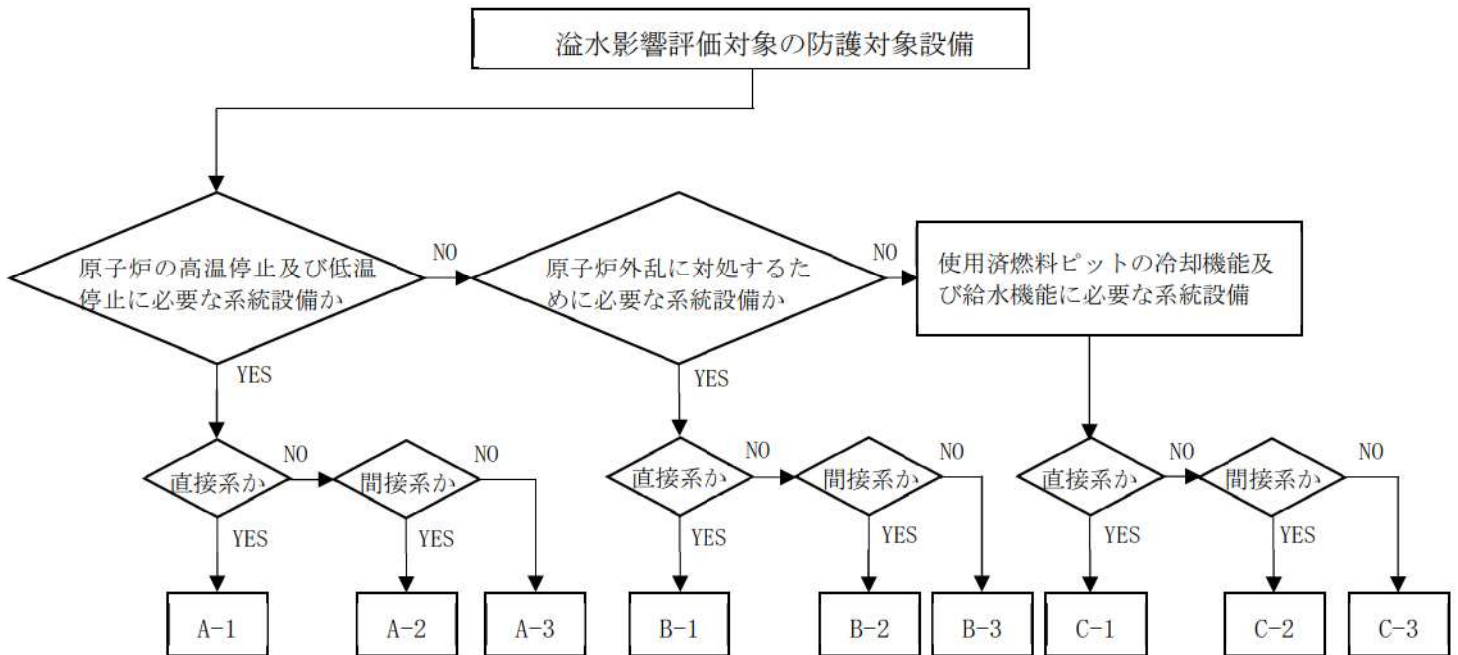 溢水影響評価対象の防護対象設備
原子炉の高温停止及び低温
停止に必要な系統設備か
NO
原子炉外乱に対処するた
めに必要な系統設備か
NO
使用済燃料ピットの冷却機能及
び給水機能に必要な系統設備
YES
YES
直接系か
NO
間接系か
NO
直接系か
NO
間接系か
NO
直接系か
NO
間接系か
NO
YES
YES
YES
YES
YES
YES
A-1
A-2
A-3
B-1
B-2
B-3
C-1
C-2
C-3